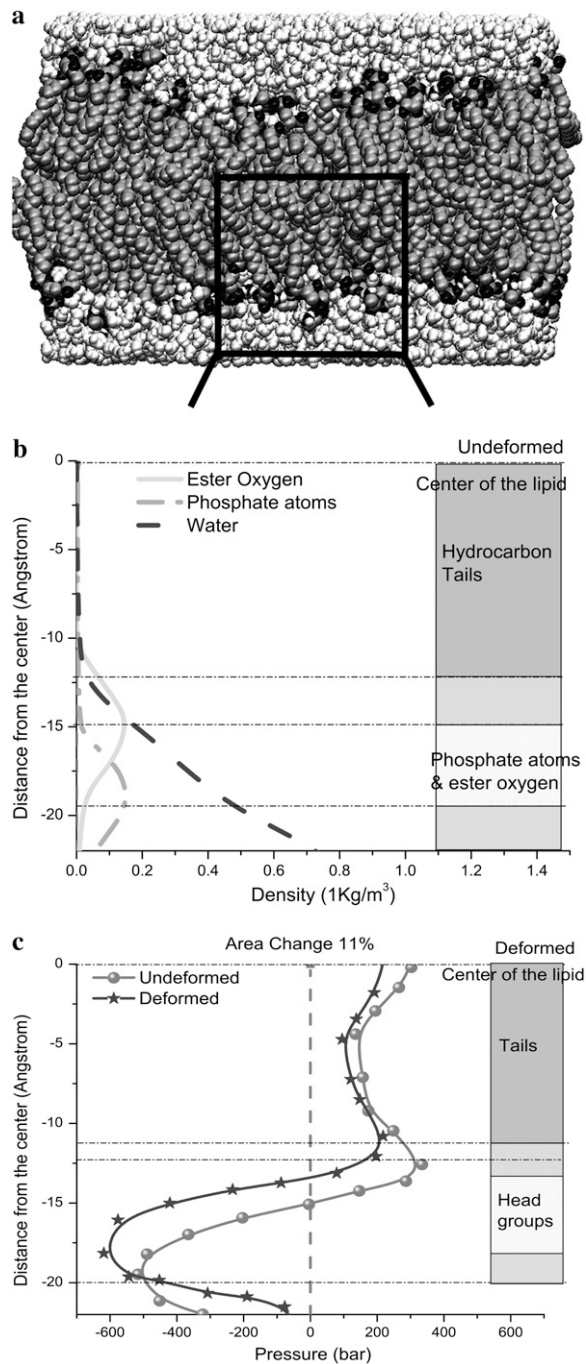 a
b
Undeformed
0
Ester Oxygen
Phosphate atoms
Water
Center of the lipid
Hydrocarbon
Tails
-5
-10
-15
-20
Phosphate atoms
& ester oxygen
Distance from the center (Angstrom)
0.0 0.2 0.4 0.6 0.8 1.0 1.2 1.4
Density (1Kg/m³)
c
Area Change 11%
Deformed
0
Undeformed
Deformed
Center of the lipid
Tails
-5
-10
-15
-20
Head
groups
Distance from the center (Angstrom)
-600 -400 -200 0 200 400 600
Pressure (bar)